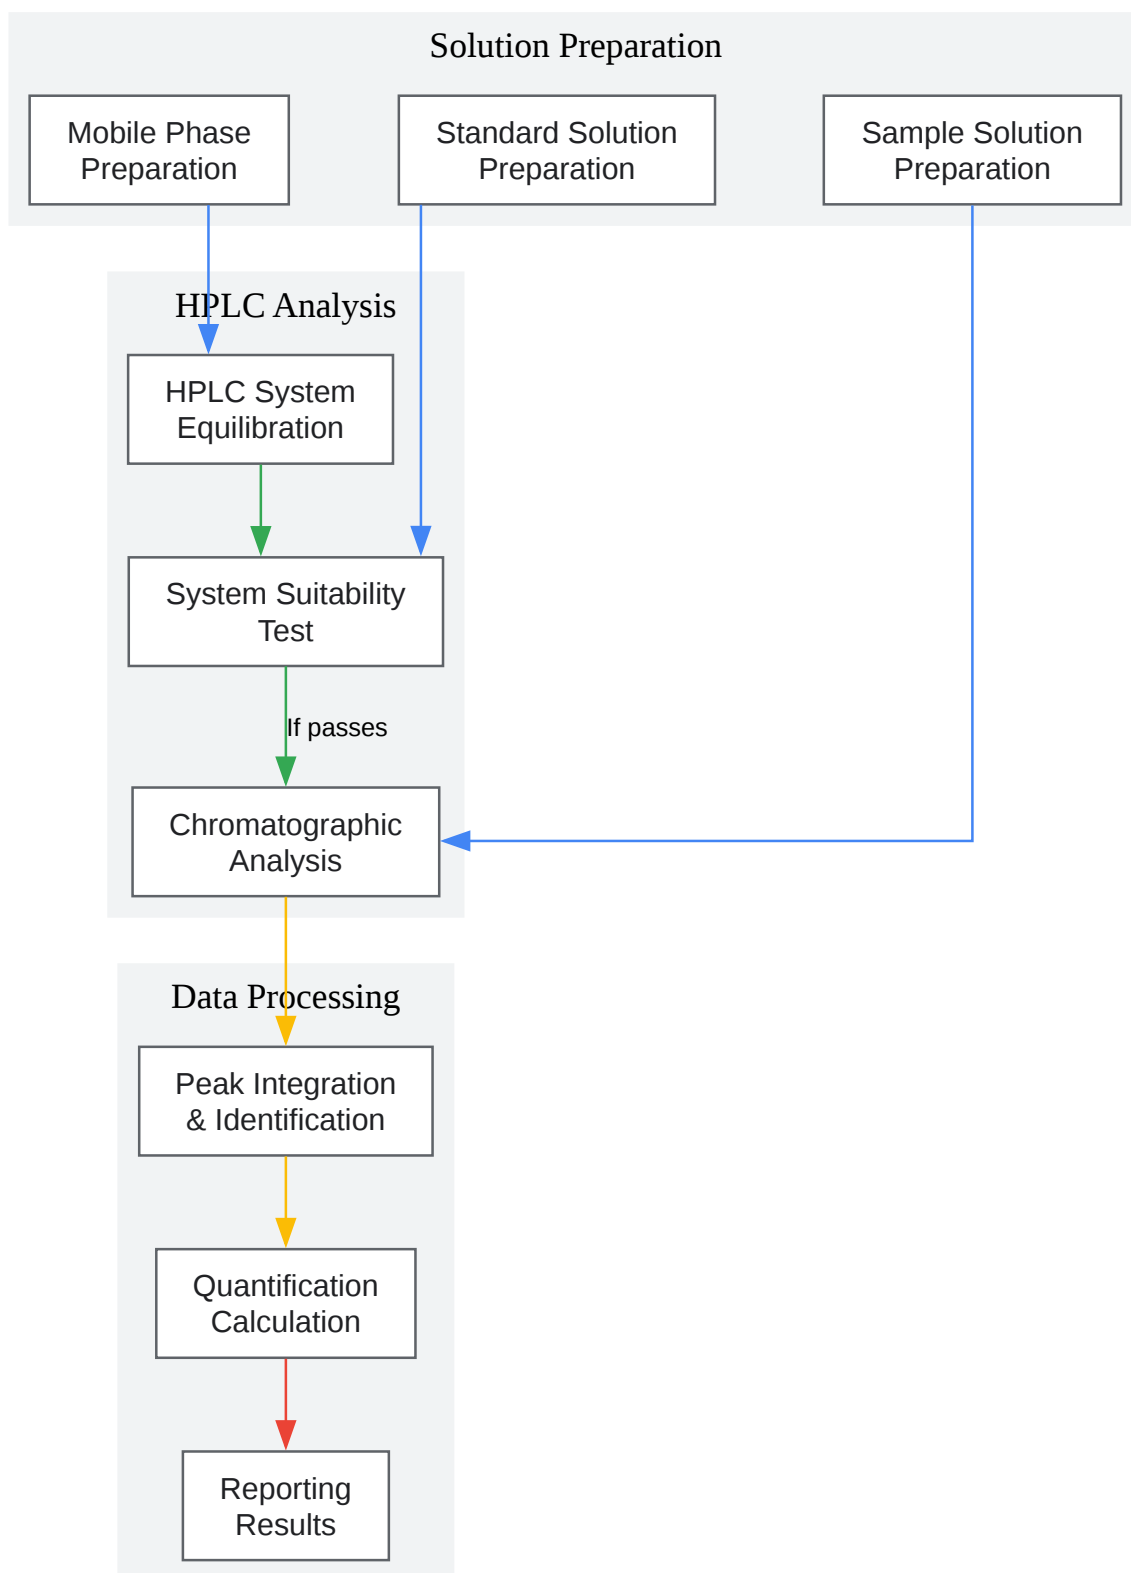 Solution Preparation
Mobile Phase
Preparation
Standard Solution
Preparation
Sample Solution
Preparation
HPLC Analysis
HPLC System
Equilibration
System Suitability
Test
If passes
Chromatographic
Analysis
Data Processing
Peak Integration
& Identification
Quantification
Calculation
Reporting
Results